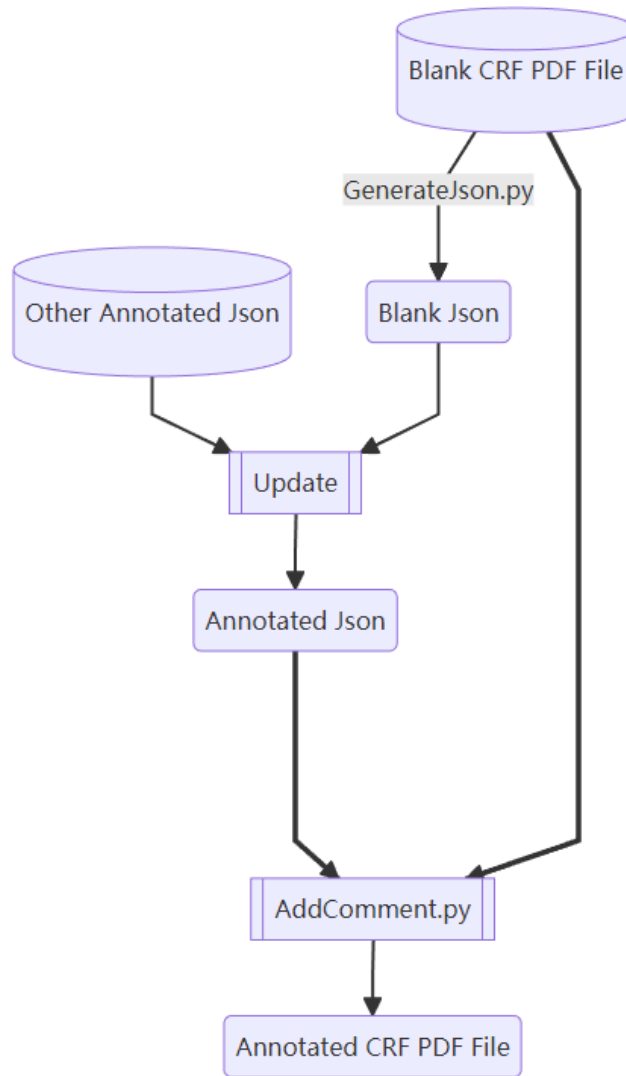 Blank CRF PDF File
GenerateJson.py
Other Annotated Json
Blank Json
Update
Annotated Json
AddComment.py
Annotated CRF PDF File